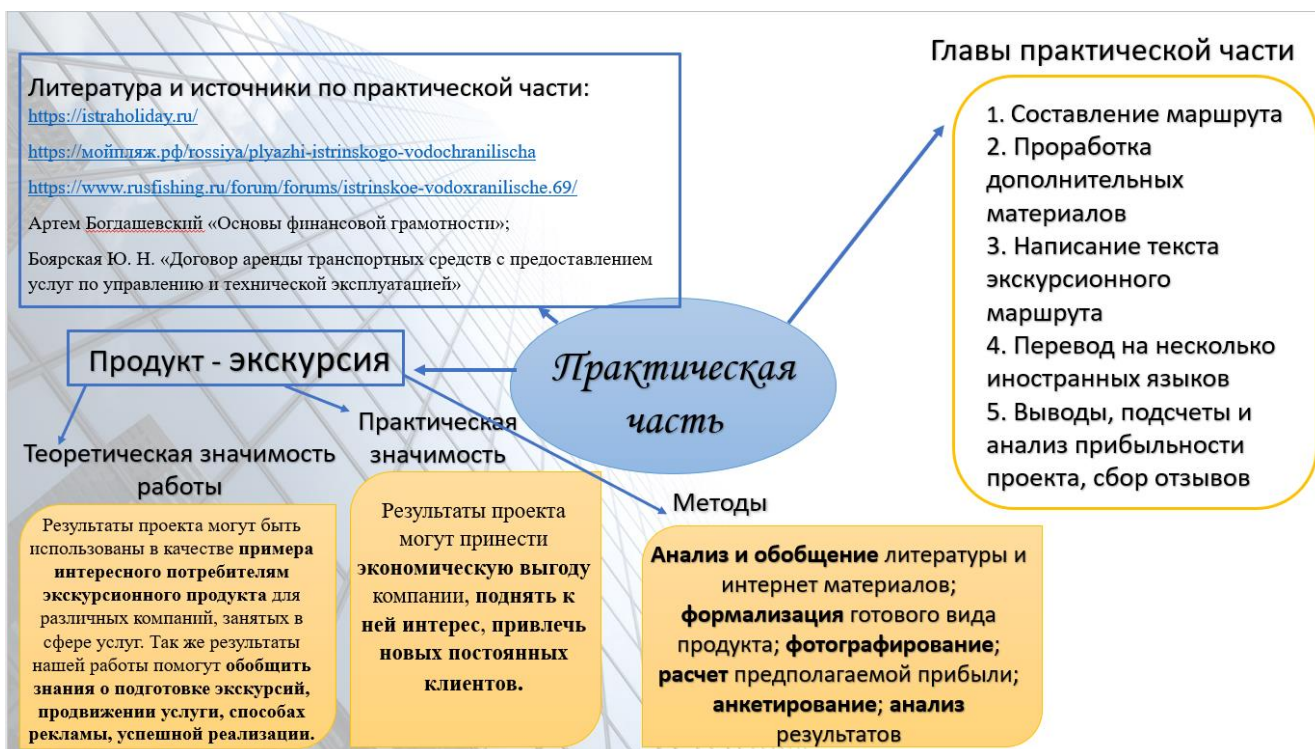 Литература и источники по практической части:
https://istraholiday.ru/
https://мойпляж.рф/rossiya/plyazhi-istrinskogo-vodochranilischa
https://www.rusfishing.ru/forum/forums/istrinskoe-vodoxranilische.69/
Артем Богдашевский «Основы финансовой грамотности»;
Боярская Ю. Н. «Договор аренды транспортных средств с предоставлением
услуг по управлению и технической эксплуатацией»
Главы практической части
1. Составление маршрута
2. Проработка
дополнительных
материалов
3. Написание текста
экскурсионного
маршрута
4. Перевод на несколько
иностранных языков
5. Выводы, подсчеты и
анализ прибыльности
проекта, сбор отзывов
Практическая
часть
Продукт - экскурсия
Теоретическая значимость
работы
Результаты проекта могут быть
использованы в качестве примера
интересного потребителям
экскурсионного продукта для
различных компаний, занятых в
сфере услуг. Так же результаты
нашей работы помогут обобщить
знания о подготовке экскурсий,
продвижении услуги, способах
рекламы, успешной реализации.
Практическая
значимость
Результаты проекта
могут принести
экономическую выгоду
компании, поднять к
ней интерес, привлечь
новых постоянных
клиентов.
Методы
Анализ и обобщение литературы и
интернет материалов;
формализация готового вида
продукта; фотографирование;
расчет предполагаемой прибыли;
анкетирование; анализ
результатов